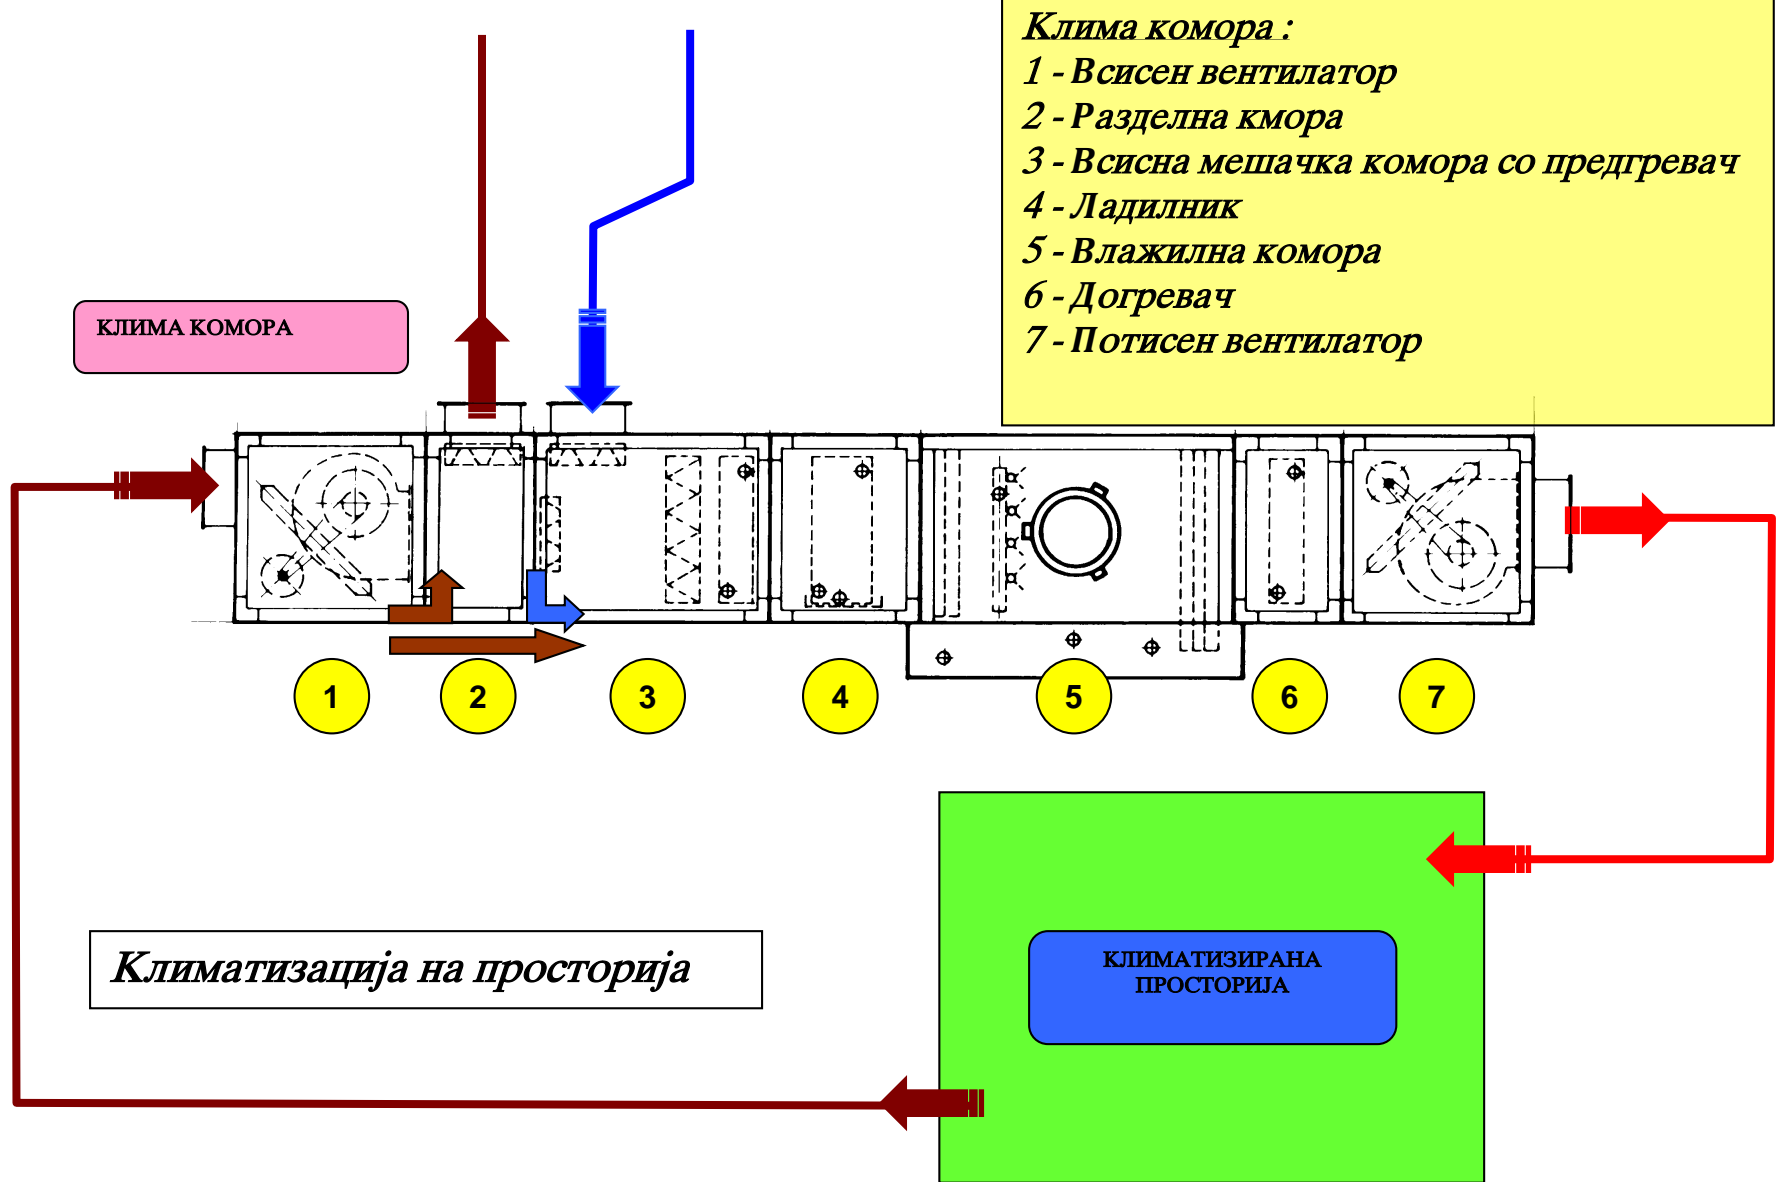 Клима комора :
1 - Всисен вентилатор
2 - Разделна кмора
3 - Всисна мешачка комора со предгревач
4 - Ладилник
5 - Влажилна комора
6 - Догревач
7 - Потисен вентилатор
КЛИМА КОМОРА
1 2 3 4 5 6 7
Климатизација на просторија
КЛИМАТИЗИРАНА
ПРОСТОРИЈА